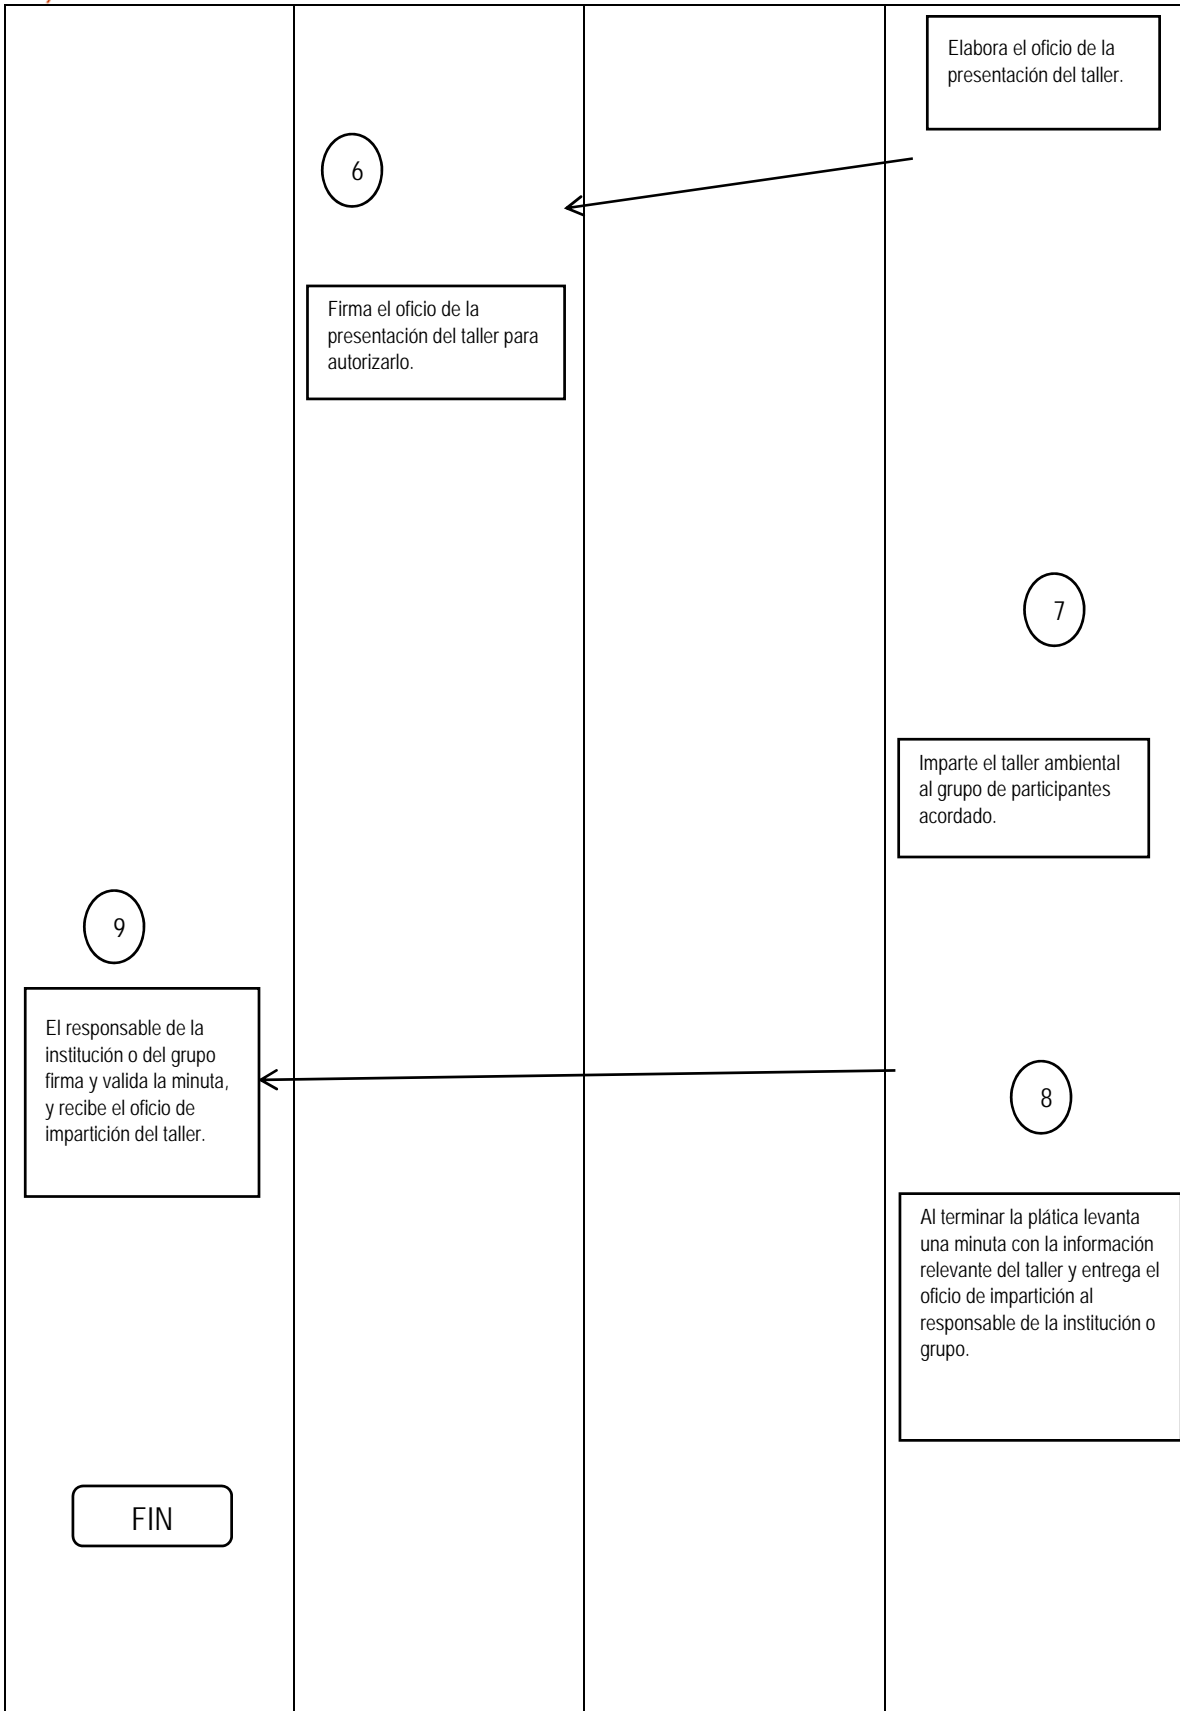 Elabora el oficio de la
presentación del taller.
6
Firma el oficio de la
presentación del taller para
autorizarlo.
7
Imparte el taller ambiental
al grupo de participantes
acordado.
9
El responsable de la
institución o del grupo
firma y valida la minuta,
y recibe el oficio de
impartición del taller.
8
Al terminar la plática levanta
una minuta con la información
relevante del taller y entrega el
oficio de impartición al
responsable de la institución o
grupo.
FIN